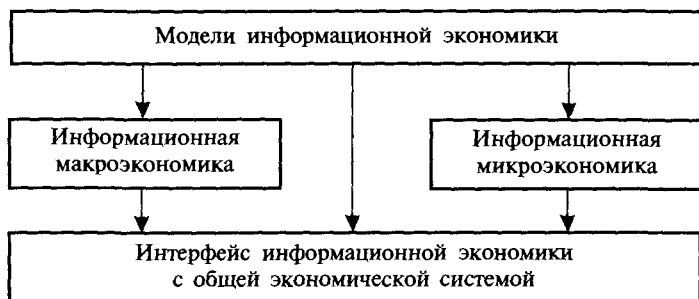 Модели информационной экономики
Информационная
макроэкономика
Информационная
микроэкономика
Интерфейс информационной экономики
с общей экономической системой